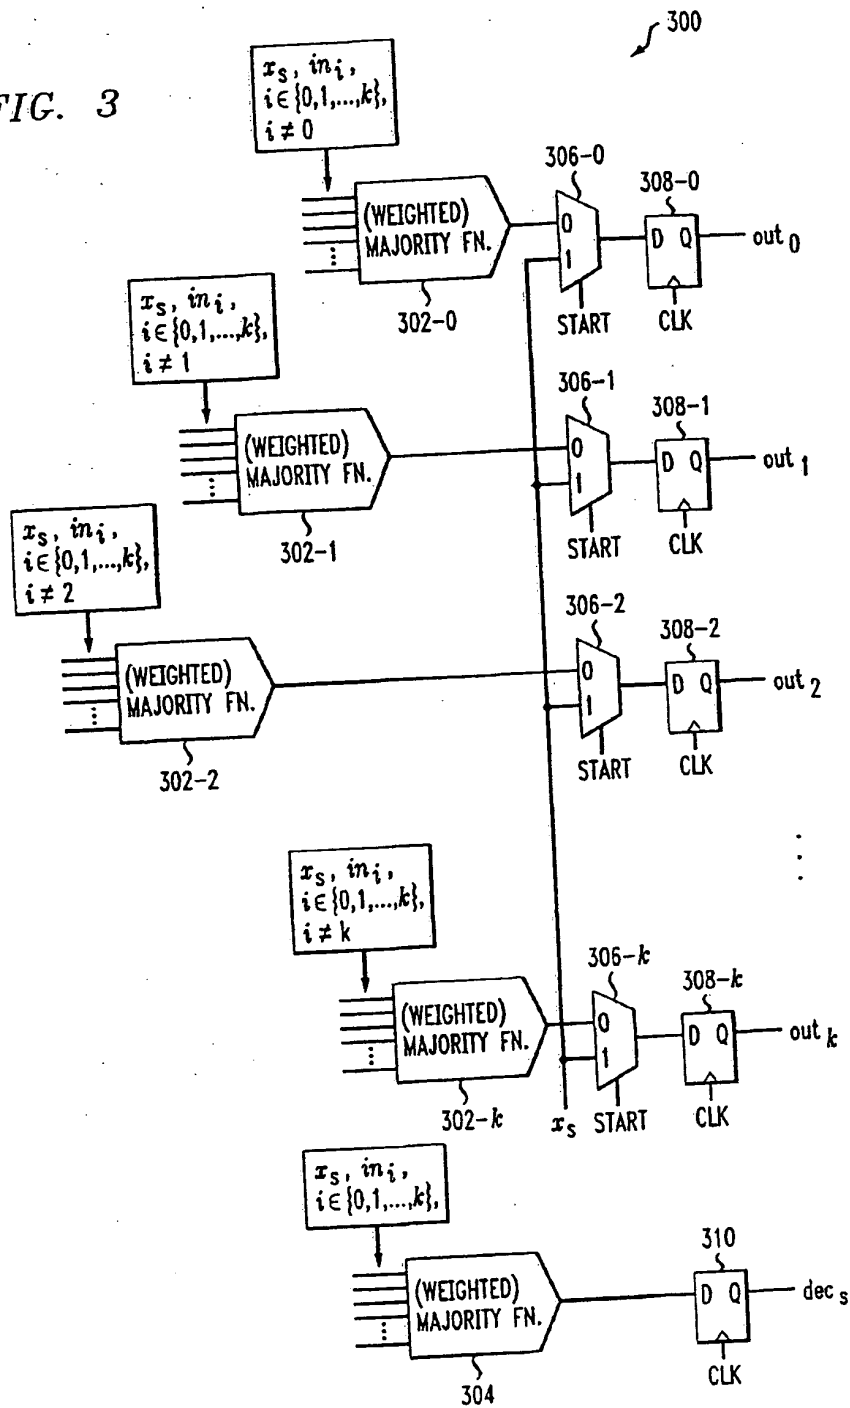 300
FIG. 3
x_s, in_i,
i∈{0,1,...,k},
i ≠ 0
306-0
308-0
(WEIGHTED)
MAJORITY FN.
0
1
D Q
out_0
302-0
START
CLK
x_s, in_i,
i∈{0,1,...,k},
i ≠ 1
306-1
308-1
(WEIGHTED)
MAJORITY FN.
0
1
D Q
out_1
302-1
START
CLK
x_s, in_i,
i∈{0,1,...,k},
i ≠ 2
306-2
308-2
(WEIGHTED)
MAJORITY FN.
0
1
D Q
out_2
302-2
START
CLK
x_s, in_i,
i∈{0,1,...,k},
i ≠ k
306-k
308-k
(WEIGHTED)
MAJORITY FN.
0
1
D Q
out_k
302-k
x_s
START
CLK
x_s, in_i,
i∈{0,1,...,k},
310
(WEIGHTED)
MAJORITY FN.
D Q
dec_s
304
CLK